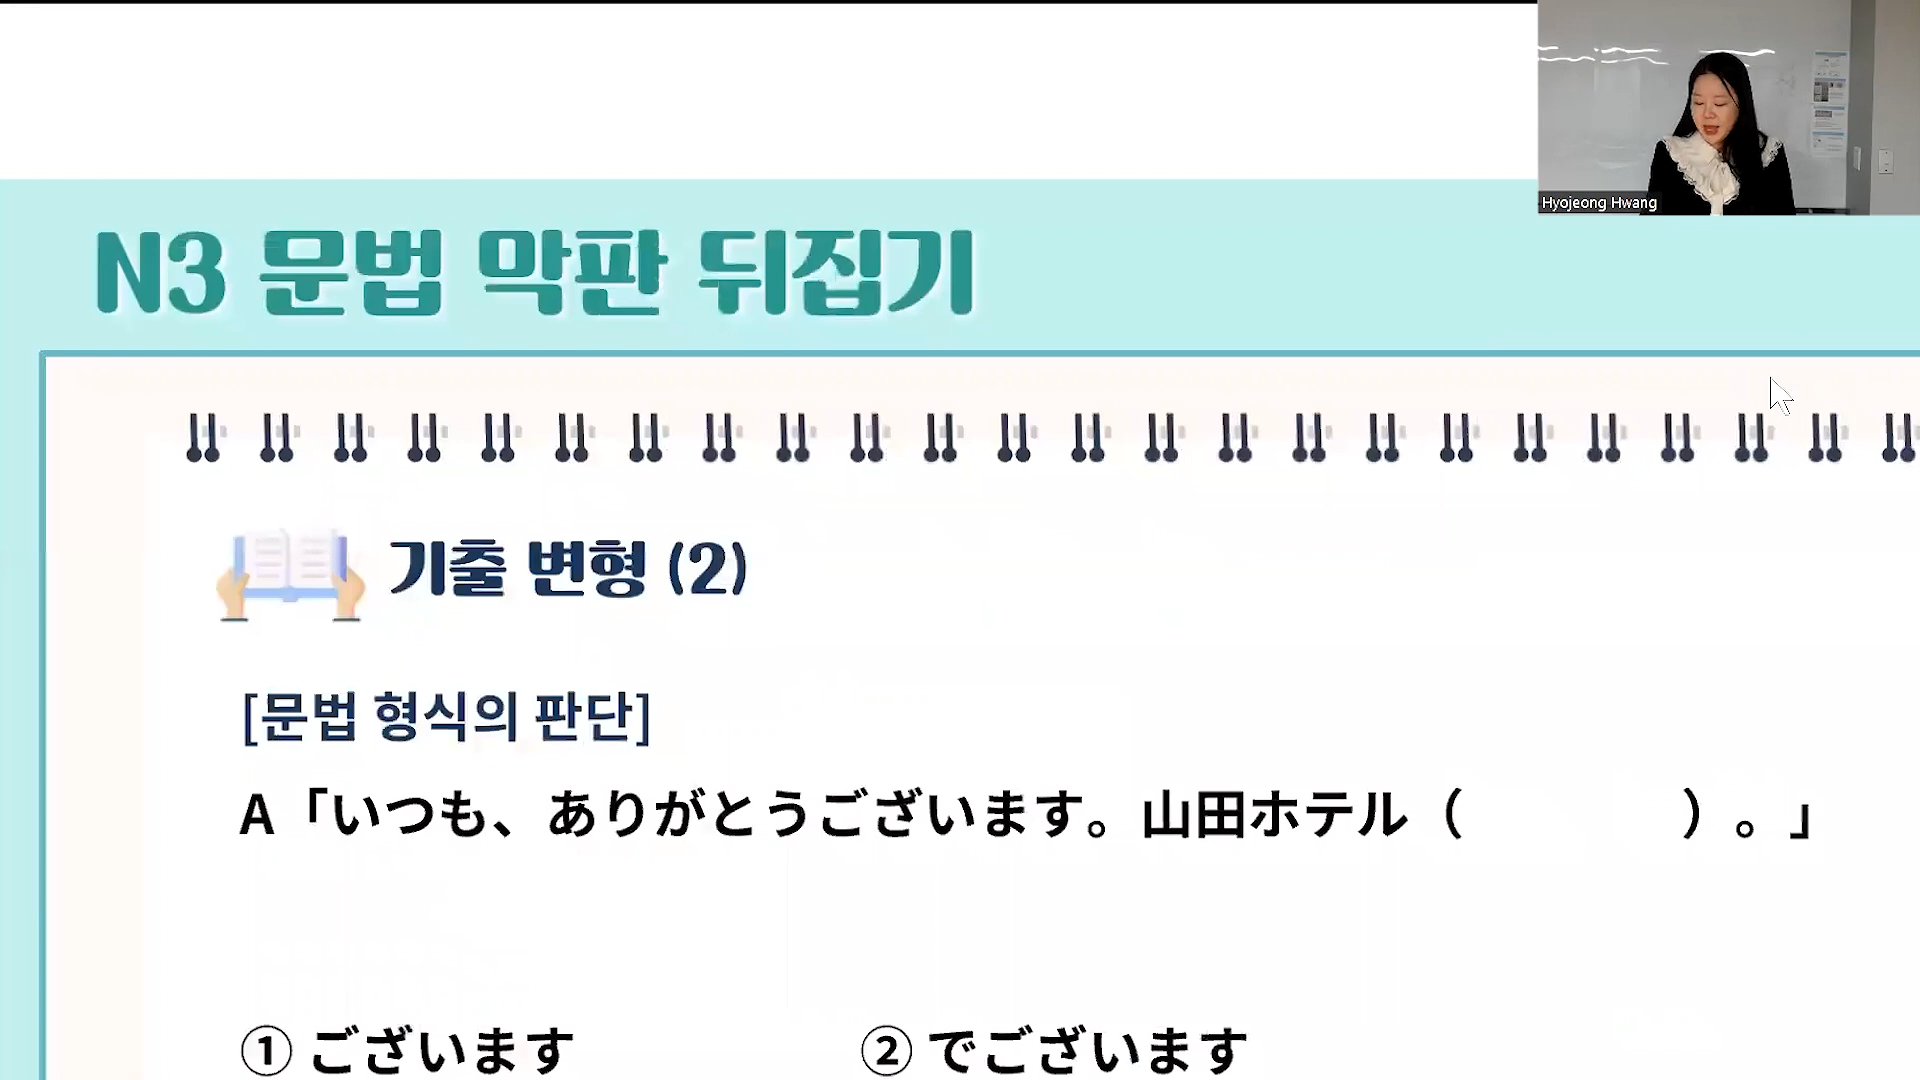 Hyojeong Hwang
N3 문법 막판 뒤집기
기출 변형 (2)
[문법 형식의 판단]
A「いつも、ありがとうございます。山田ホテル（　　　　）。」
① ございます　② でございます